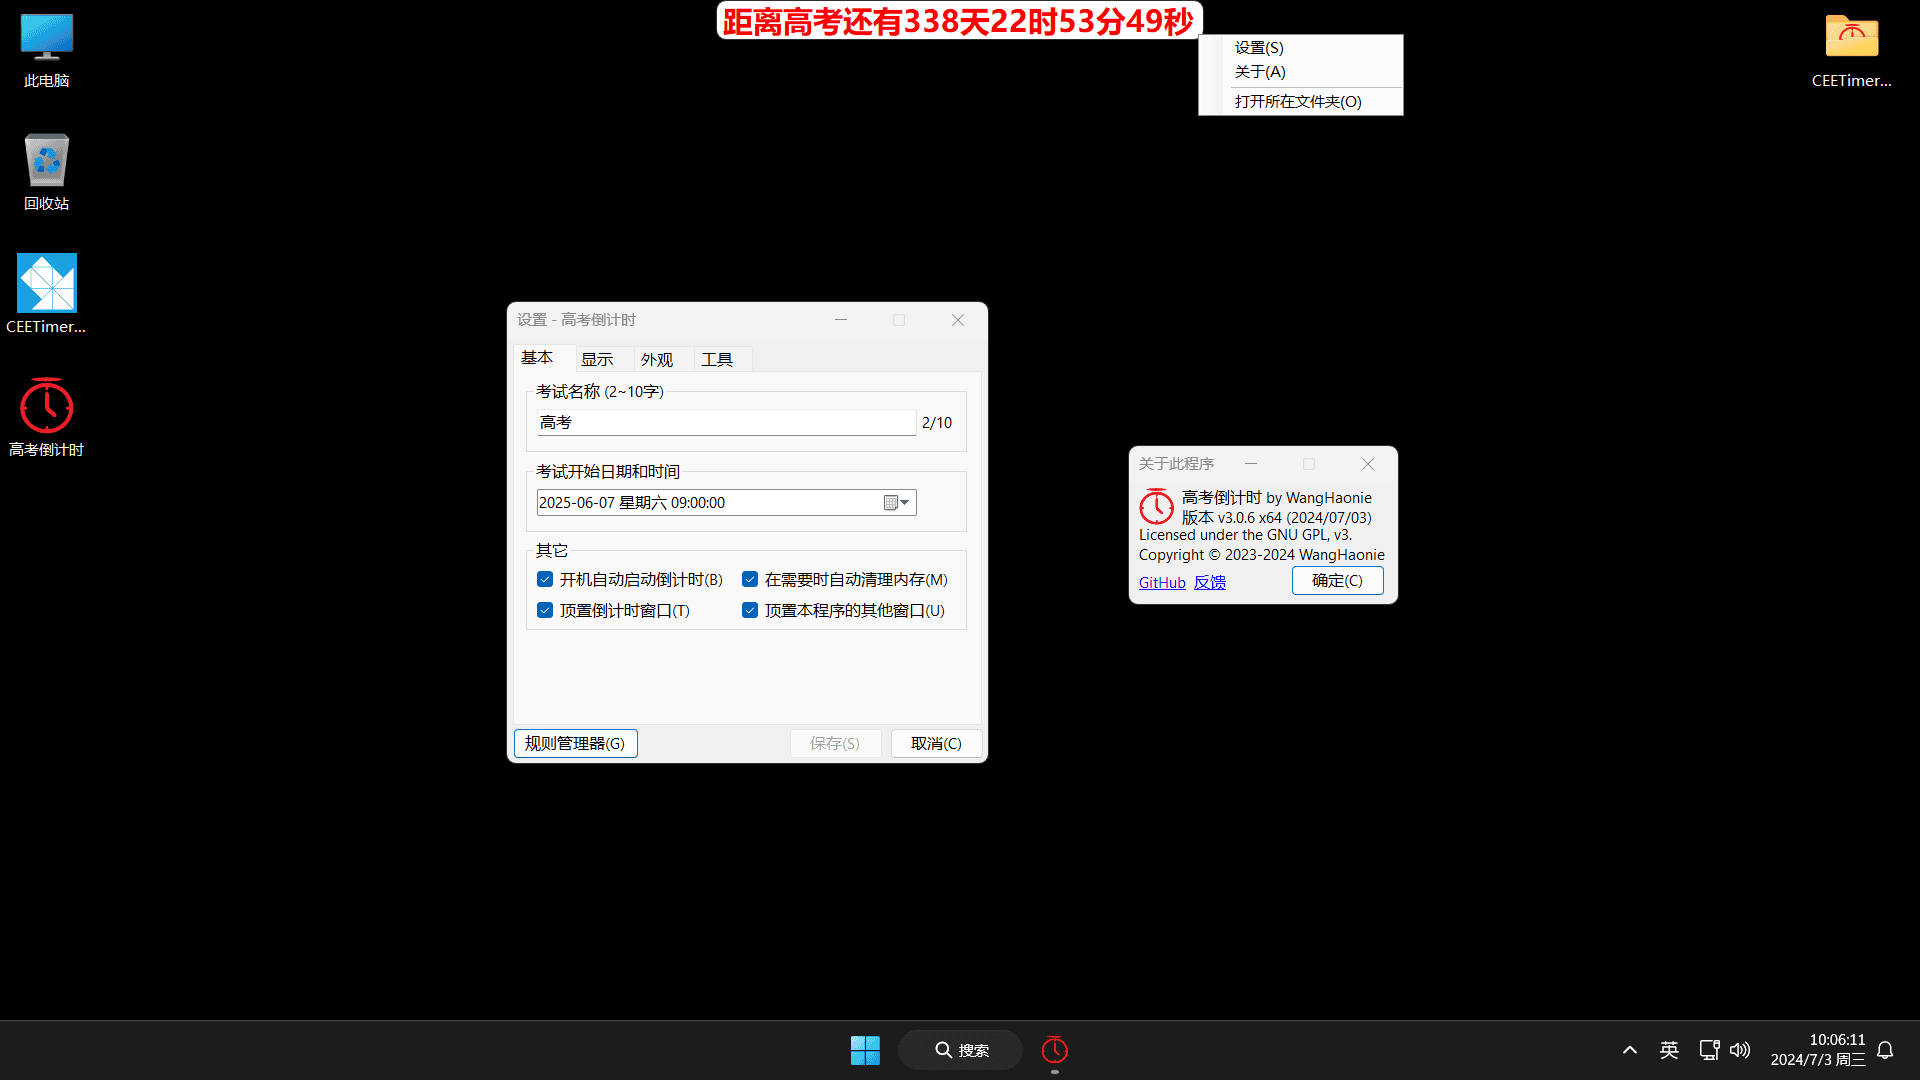 距离高考还有338天22时53分49秒
设置(S)
关于(A)
打开所在文件夹(O)
此电脑
回收站
CEETimer...
高考倒计时
CEETimer...
设置 - 高考倒计时
基本 显示 外观 工具
考试名称 (2~10字)
高考 2/10
考试开始日期和时间
2025-06-07 星期六 09:00:00
其它
开机自动启动倒计时(B) 在需要时自动清理内存(M)
顶置倒计时窗口(T) 顶置本程序的其他窗口(U)
规则管理器(G) 保存(S) 取消(C)
关于此程序
高考倒计时 by WangHaonie
版本 v3.0.6 x64 (2024/07/03)
Licensed under the GNU GPL, v3.
Copyright © 2023-2024 WangHaonie
GitHub 反馈 确定(C)
搜索
英
10:06:11
2024/7/3 周三